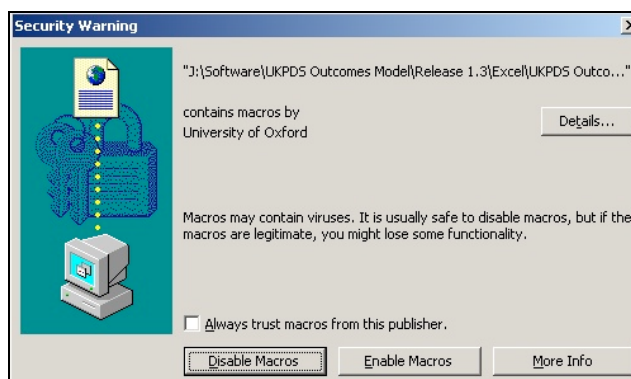 Security Warning
"J:\Software\UKPDS Outcomes Model\Release 1.3\Excel\UKPDS Outco..."
contains macros by
University of Oxford
Details...
Macros may contain viruses. It is usually safe to disable macros, but if the
macros are legitimate, you might lose some functionality.
Always trust macros from this publisher.
Disable Macros
Enable Macros
More Info